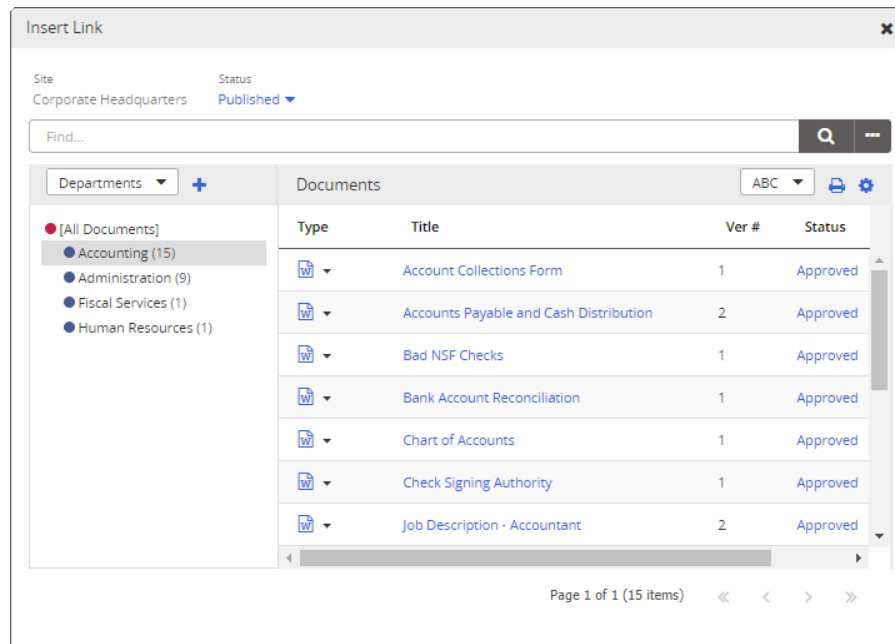 Insert Link
Site Status
Corporate Headquarters Published
Find...
Departments Documents ABC
[All Documents] Type Title Ver # Status
Accounting (15)
Administration (9)
Fiscal Services (1)
Human Resources (1)
Account Collections Form 1 Approved
Accounts Payable and Cash Distribution 2 Approved
Bad NSF Checks 1 Approved
Bank Account Reconciliation 1 Approved
Chart of Accounts 1 Approved
Check Signing Authority 1 Approved
Job Description - Accountant 2 Approved
Page 1 of 1 (15 items)